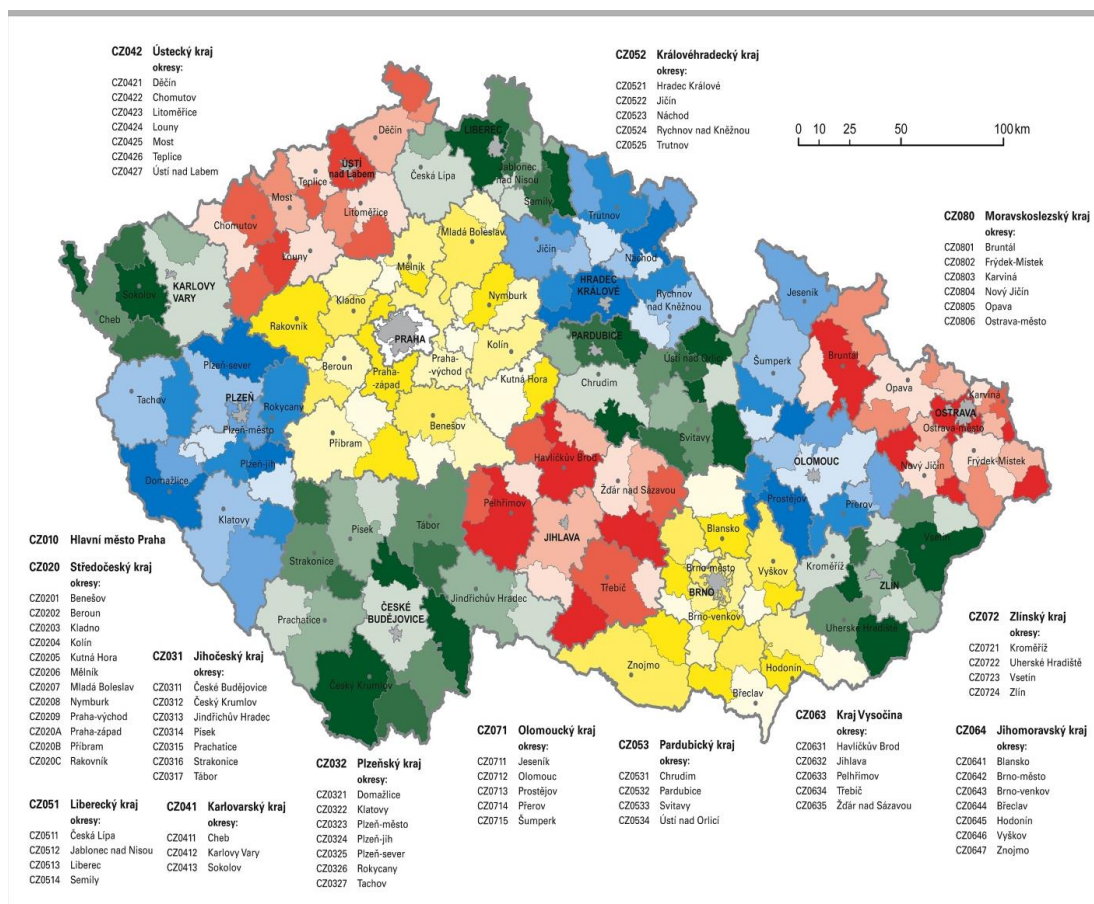 CZ042 Ústecký kraj
okresy:
CZ0421 Děčín
CZ0422 Chomutov
CZ0423 Litoměřice
CZ0424 Louny
CZ0425 Most
CZ0426 Teplice
CZ0427 Ústí nad Labem
CZ052 Královéhradecký kraj
okresy:
CZ0521 Hradec Králové
CZ0522 Jičín
CZ0523 Náchod
CZ0524 Rychnov nad Kněžnou
CZ0525 Trutnov
0 10 25 50 100 km
CZ080 Moravskoslezský kraj
okresy:
CZ0801 Bruntál
CZ0802 Frýdek-Místek
CZ0803 Karviná
CZ0804 Nový Jičín
CZ0805 Opava
CZ0806 Ostrava-město
Děčín
LIBEREC
ÚSTÍ
nad Labem
Teplice
Česká Lípa
Jablonec
nad Nisou
Most
Semily
Litoměřice
Trutnov
Chomutov
Mladá Boleslav
Jičín
Louny
Náchod
Mělník
KARLOVY
VARY
Sokolov
HRADEC
KRÁLOVÉ
Jeseník
Kladno
Nymburk
Rychnov
nad Kněžnou
Cheb
Rakovník
PRAHA
PARDUBICE
Kolín
Ústí nad Orlicí
Bruntál
Plzeň-sever
Beroun
Praha-
východ
Šumperk
Praha-
západ
Kutná Hora
Chrudim
Opava
Karviná
Tachov
PLZEŇ
Rokycany
OSTRAVA
Plzeň-město
Benešov
Ostrava-město
Příbram
Svitavy
Havlíčkův Brod
OLOMOUC
Nový Jičín
Frýdek-Místek
Plzeň-jih
Domažlice
Žďár nad Sázavou
Pelhřimov
Prostějov
Přerov
Klatovy
Tábor
Písek
Blansko
JIHLAVA
Vsetín
Strakonice
Kroměříž
Brno-město
Vyškov
Třebíč
BRNO
ZLÍN
Jindřichův Hradec
Brno-venkov
ČESKÉ
BUDĚJOVICE
Prachatice
Uherské Hradiště
Znojmo
Hodonín
Český Krumlov
Břeclav
CZ010 Hlavní město Praha
CZ020 Středočeský kraj
okresy:
CZ0201 Benešov
CZ0202 Beroun
CZ0203 Kladno
CZ0204 Kolín
CZ0205 Kutná Hora
CZ0206 Mělník
CZ0207 Mladá Boleslav
CZ0208 Nymburk
CZ0209 Praha-východ
CZ020A Praha-západ
CZ020B Příbram
CZ020C Rakovník
CZ031 Jihočeský kraj
okresy:
CZ0311 České Budějovice
CZ0312 Český Krumlov
CZ0313 Jindřichův Hradec
CZ0314 Písek
CZ0315 Prachatice
CZ0316 Strakonice
CZ0317 Tábor
CZ072 Zlínský kraj
okresy:
CZ0721 Kroměříž
CZ0722 Uherské Hradiště
CZ0723 Vsetín
CZ0724 Zlín
CZ051 Liberecký kraj
okresy:
CZ0511 Česká Lípa
CZ0512 Jablonec nad Nisou
CZ0513 Liberec
CZ0514 Semily
CZ041 Karlovarský kraj
okresy:
CZ0411 Cheb
CZ0412 Karlovy Vary
CZ0413 Sokolov
CZ032 Plzeňský kraj
okresy:
CZ0321 Domažlice
CZ0322 Klatovy
CZ0323 Plzeň-město
CZ0324 Plzeň-jih
CZ0325 Plzeň-sever
CZ0326 Rokycany
CZ0327 Tachov
CZ071 Olomoucký kraj
okresy:
CZ0711 Jeseník
CZ0712 Olomouc
CZ0713 Prostějov
CZ0714 Přerov
CZ0715 Šumperk
CZ053 Pardubický kraj
okresy:
CZ0531 Chrudim
CZ0532 Pardubice
CZ0533 Svitavy
CZ0534 Ústí nad Orlicí
CZ063 Kraj Vysočina
okresy:
CZ0631 Havlíčkův Brod
CZ0632 Jihlava
CZ0633 Pelhřimov
CZ0634 Třebíč
CZ0635 Žďár nad Sázavou
CZ064 Jihomoravský kraj
okresy:
CZ0641 Blansko
CZ0642 Brno-město
CZ0643 Brno-venkov
CZ0644 Břeclav
CZ0645 Hodonín
CZ0646 Vyškov
CZ0647 Znojmo